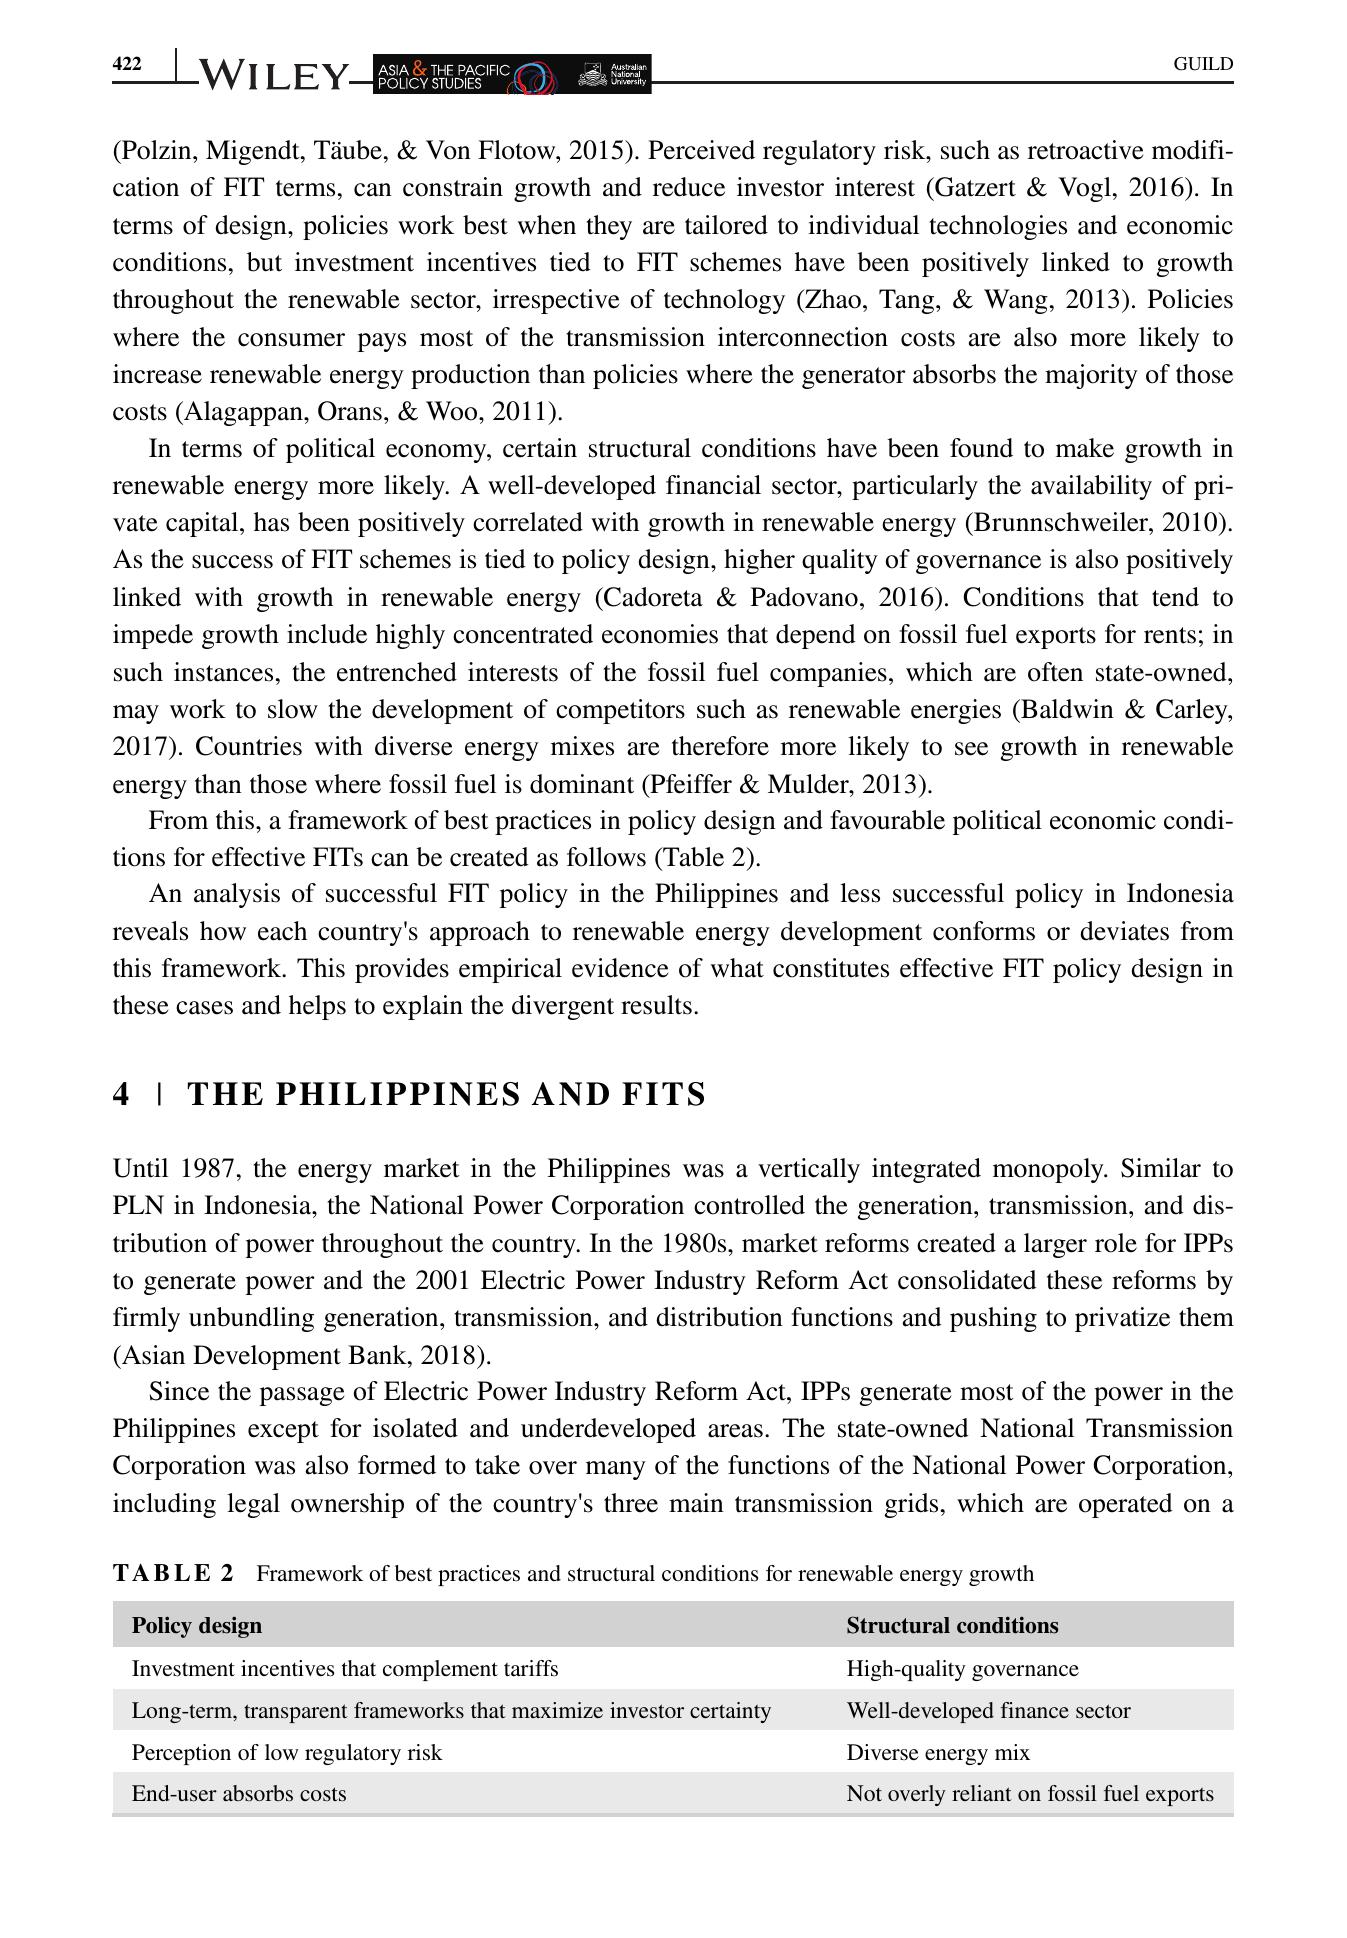 422
WILEY
ASIA & THE PACIFIC
POLICY STUDIES
Australian
National
University
GUILD
(Polzin, Migendt, Täube, & Von Flotow, 2015). Perceived regulatory risk, such as retroactive modifi-
cation of FIT terms, can constrain growth and reduce investor interest (Gatzert & Vogl, 2016). In
terms of design, policies work best when they are tailored to individual technologies and economic
conditions, but investment incentives tied to FIT schemes have been positively linked to growth
throughout the renewable sector, irrespective of technology (Zhao, Tang, & Wang, 2013). Policies
where the consumer pays most of the transmission interconnection costs are also more likely to
increase renewable energy production than policies where the generator absorbs the majority of those
costs (Alagappan, Orans, & Woo, 2011).
In terms of political economy, certain structural conditions have been found to make growth in
renewable energy more likely. A well-developed financial sector, particularly the availability of pri-
vate capital, has been positively correlated with growth in renewable energy (Brunnschweiler, 2010).
As the success of FIT schemes is tied to policy design, higher quality of governance is also positively
linked with growth in renewable energy (Cadoreta & Padovano, 2016). Conditions that tend to
impede growth include highly concentrated economies that depend on fossil fuel exports for rents; in
such instances, the entrenched interests of the fossil fuel companies, which are often state-owned,
may work to slow the development of competitors such as renewable energies (Baldwin & Carley,
2017). Countries with diverse energy mixes are therefore more likely to see growth in renewable
energy than those where fossil fuel is dominant (Pfeiffer & Mulder, 2013).
From this, a framework of best practices in policy design and favourable political economic condi-
tions for effective FITs can be created as follows (Table 2).
An analysis of successful FIT policy in the Philippines and less successful policy in Indonesia
reveals how each country's approach to renewable energy development conforms or deviates from
this framework. This provides empirical evidence of what constitutes effective FIT policy design in
these cases and helps to explain the divergent results.
4 | THE PHILIPPINES AND FITS
Until 1987, the energy market in the Philippines was a vertically integrated monopoly. Similar to
PLN in Indonesia, the National Power Corporation controlled the generation, transmission, and dis-
tribution of power throughout the country. In the 1980s, market reforms created a larger role for IPPs
to generate power and the 2001 Electric Power Industry Reform Act consolidated these reforms by
firmly unbundling generation, transmission, and distribution functions and pushing to privatize them
(Asian Development Bank, 2018).
Since the passage of Electric Power Industry Reform Act, IPPs generate most of the power in the
Philippines except for isolated and underdeveloped areas. The state-owned National Transmission
Corporation was also formed to take over many of the functions of the National Power Corporation,
including legal ownership of the country's three main transmission grids, which are operated on a
TABLE 2 Framework of best practices and structural conditions for renewable energy growth
Policy design Structural conditions
Investment incentives that complement tariffs High-quality governance
Long-term, transparent frameworks that maximize investor certainty Well-developed finance sector
Perception of low regulatory risk Diverse energy mix
End-user absorbs costs Not overly reliant on fossil fuel exports